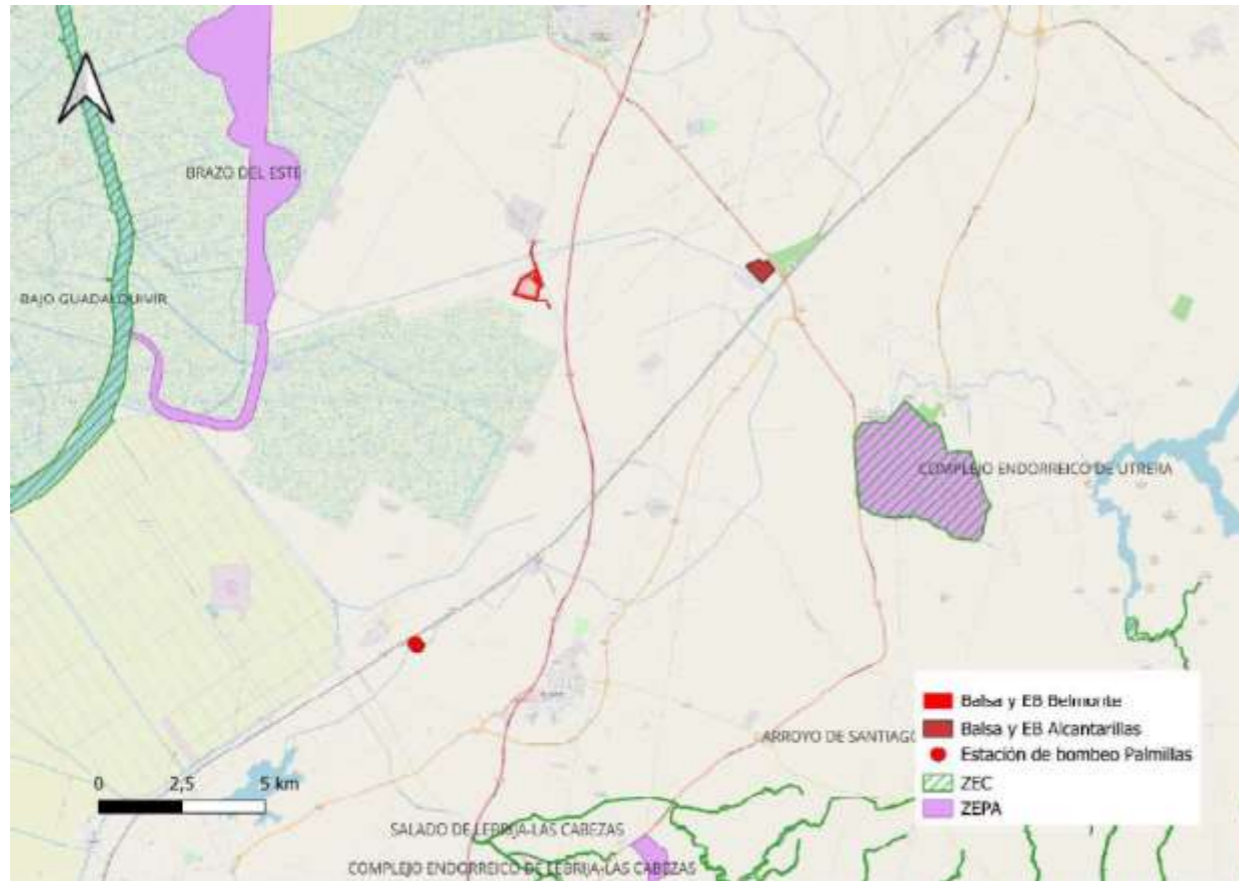 BRAZO DEL ESTE
BAJO GUADALQUIVIR
COMPLEJO ENDORREICO DE UTRERA
ARROYO DE SANTIAGO
SALADO DE LEBRIJA-LAS CABEZAS
COMPLEJO ENDORREICO DE LEBRIJA-LAS CABEZAS
0 2,5 5 km
Balsa y EB Belmonte
Balsa y EB Alcantarillas
Estación de bombeo Palmillas
ZEC
ZEPA